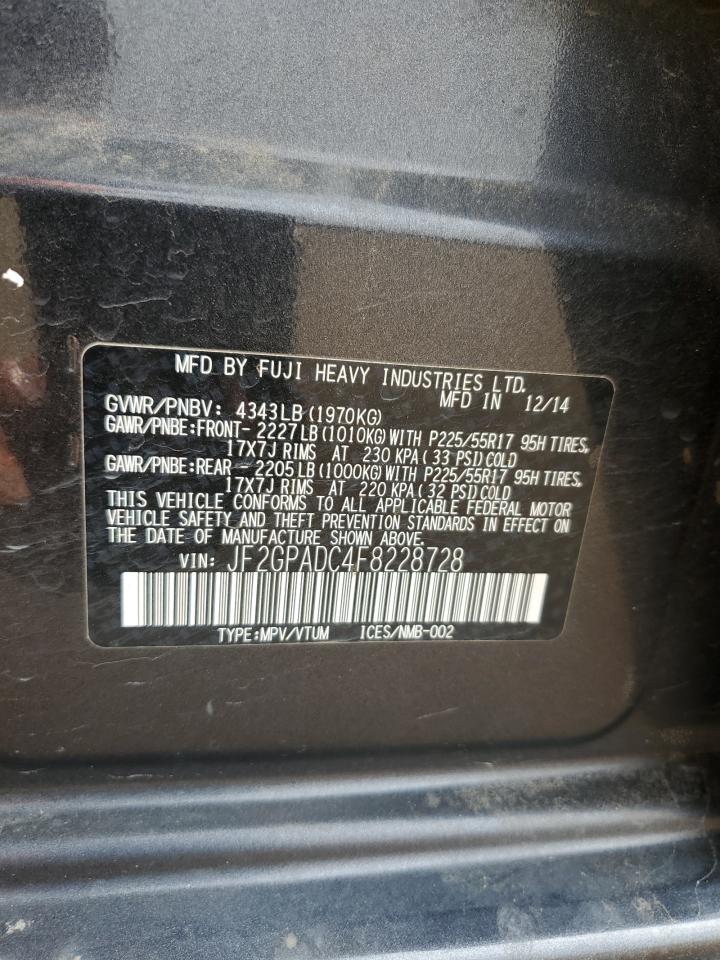 MFD BY FUJI HEAVY INDUSTRIES LTD.
MFD IN 12/14
GVWR/PNBV: 4343LB(1970KG)
GAWR/PNBE:FRONT- 2227LB(1010KG)WITH P225/55R17 95H TIRES,
17X7J RIMS AT 230 KPA(33 PSI)COLD
GAWR/PNBE:REAR -2205LB(1000KG)WITH P225/55R17 95H TIRES,
17X7J RIMS AT 220 KPA(32 PSI)COLD
THIS VEHICLE CONFORMS TO ALL APPLICABLE FEDERAL MOTOR
VEHICLE SAFETY AND THEFT PREVENTION STANDARDS IN EFFECT ON
THE DATE OF MANUFACTURE SHOWN ABOVE.
VIN: JF2GPADC4F8228728
TYPE:MPV/VTUM ICES/NMB-002